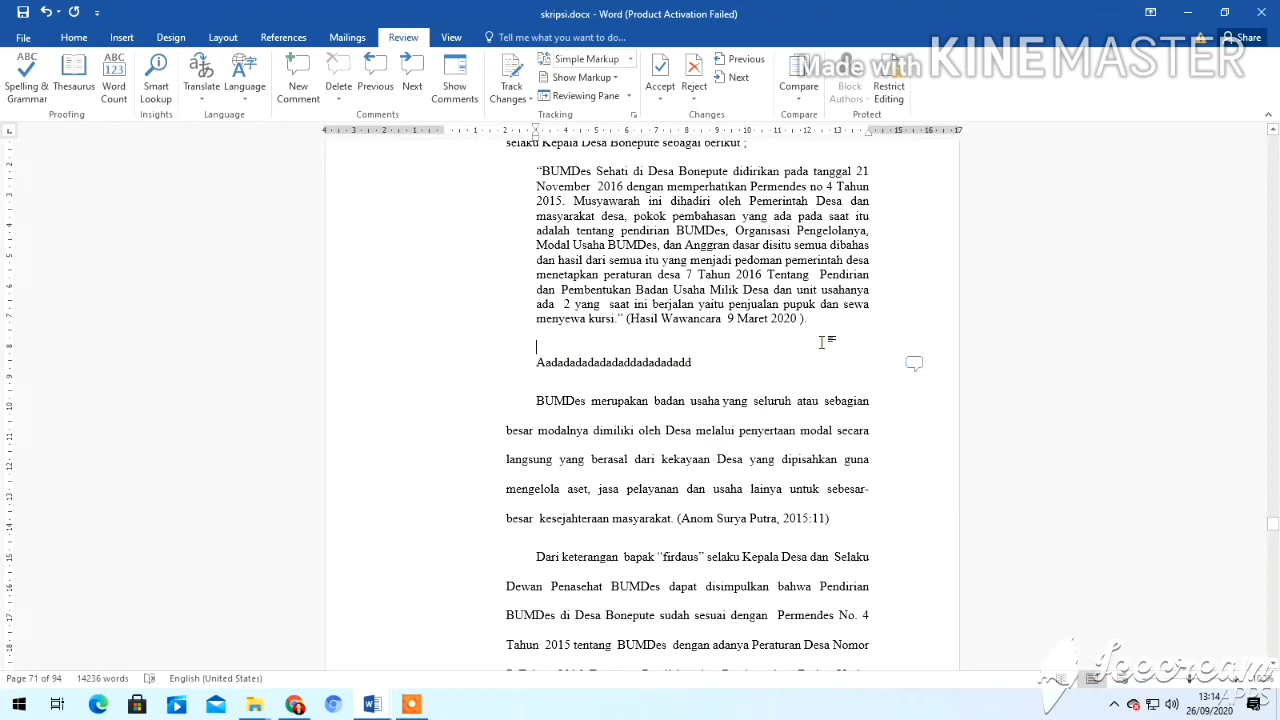 skripsi.docx - Word (Product Activation Failed)
File Home Insert Design Layout References Mailings Review View Tell me what you want to do... Share
Made with KINEMASTER
Spelling & Grammar Thesaurus Word Count Smart Lookup Translate Language New Comment Delete Previous Next Show Comments Track Changes Simple Markup Show Markup Reviewing Pane Accept Reject Previous Next Compare Block Authors Restrict Editing
Proofing Insights Language Comments Tracking Changes Compare Protect
selaku Kepala Desa Bonepute sebagai berikut ;
“BUMDes Sehati di Desa Bonepute didirikan pada tanggal 21
November 2016 dengan memperhatikan Permendes no 4 Tahun
2015. Musyawarah ini dihadiri oleh Pemerintah Desa dan
masyarakat desa, pokok pembahasan yang ada pada saat itu
adalah tentang pendirian BUMDes, Organisasi Pengelolanya,
Modal Usaha BUMDes, dan Anggran dasar disitu semua dibahas
dan hasil dari semua itu yang menjadi pedoman pemerintah desa
menetapkan peraturan desa 7 Tahun 2016 Tentang Pendirian
dan Pembentukan Badan Usaha Milik Desa dan unit usahanya
ada 2 yang saat ini berjalan yaitu penjualan pupuk dan sewa
menyewa kursi.” (Hasil Wawancara 9 Maret 2020 ).
Aadadadadadadaddadadadadd
BUMDes merupakan badan usaha yang seluruh atau sebagian
besar modalnya dimiliki oleh Desa melalui penyertaan modal secara
langsung yang berasal dari kekayaan Desa yang dipisahkan guna
mengelola aset, jasa pelayanan dan usaha lainya untuk sebesar-
besar kesejahteraan masyarakat. (Anom Surya Putra, 2015:11)
Dari keterangan bapak “firdaus” selaku Kepala Desa dan Selaku
Dewan Penasehat BUMDes dapat disimpulkan bahwa Pendirian
BUMDes di Desa Bonepute sudah sesuai dengan Permendes No. 4
Tahun 2015 tentang BUMDes dengan adanya Peraturan Desa Nomor
Page 71 of 94 14236 words English (United States)
Icecream APPS
13:14
26/09/2020